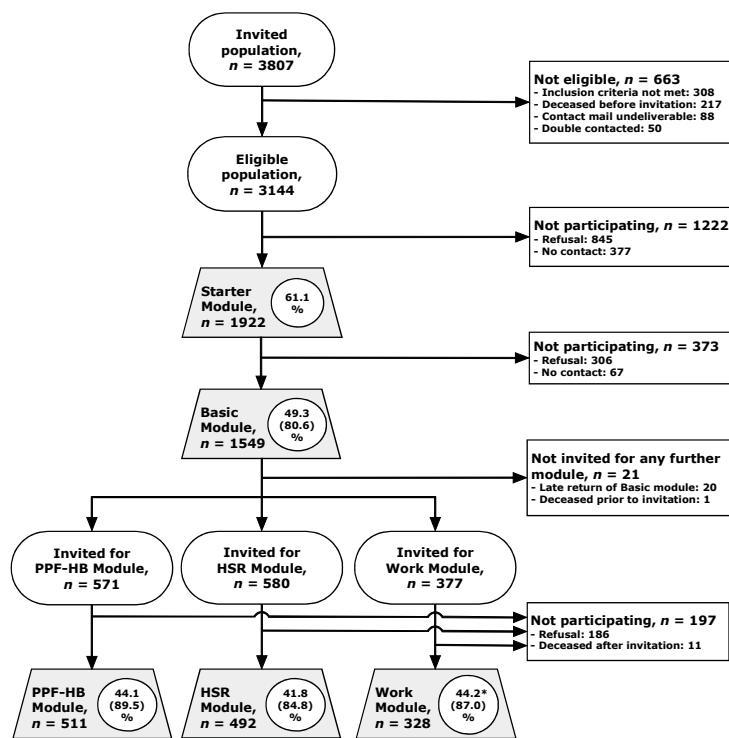 Invited
population,
n = 3807
Not eligible, n = 663
- Inclusion criteria not met: 308
- Deceased before invitation: 217
- Contact mail undeliverable: 88
- Double contacted: 50
Eligible
population,
n = 3144
Not participating, n = 1222
- Refusal: 845
- No contact: 377
Starter
Module,
n = 1922
61.1
%
Not participating, n = 373
- Refusal: 306
- No contact: 67
Basic
Module,
n = 1549
49.3
(80.6)
%
Not invited for any further
module, n = 21
- Late return of Basic module: 20
- Deceased prior to invitation: 1
Invited for
PPF-HB Module,
n = 571
Invited for
HSR Module,
n = 580
Invited for
Work Module,
n = 377
Not participating, n = 197
- Refusal: 186
- Deceased after invitation: 11
PPF-HB
Module,
n = 511
44.1
(89.5)
%
HSR
Module,
n = 492
41.8
(84.8)
%
Work
Module,
n = 328
44.2*
(87.0)
%